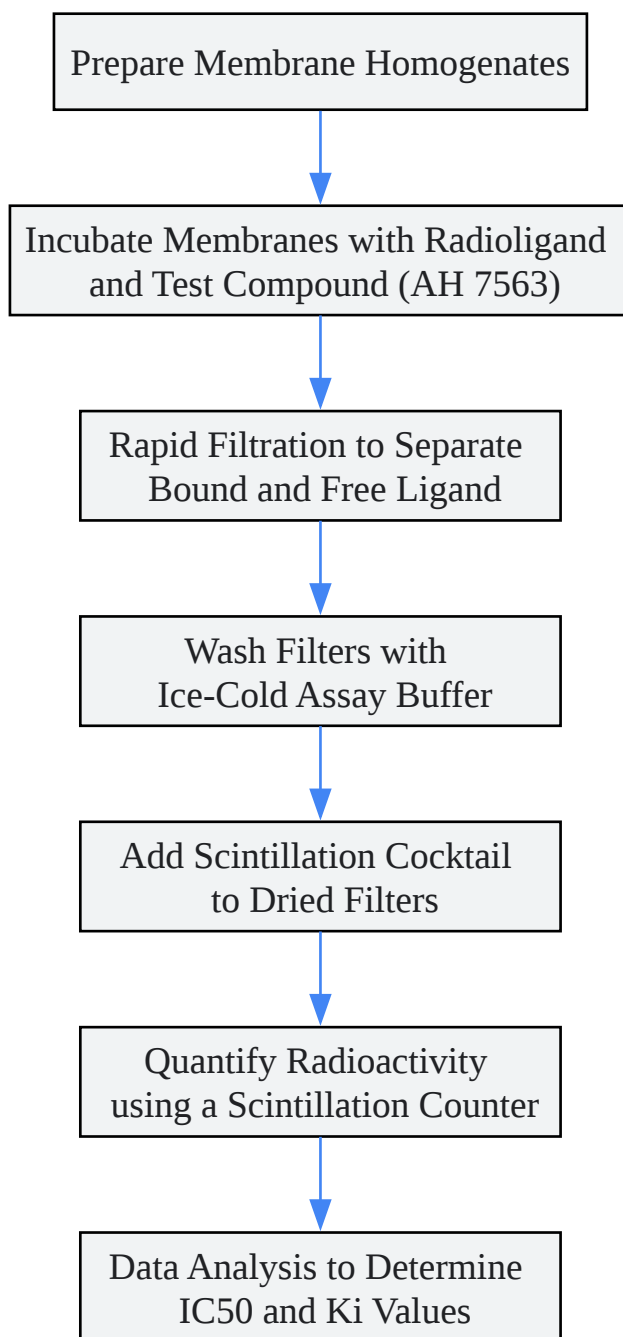 Prepare Membrane Homogenates
Incubate Membranes with Radioligand
and Test Compound (AH 7563)
Rapid Filtration to Separate
Bound and Free Ligand
Wash Filters with
Ice-Cold Assay Buffer
Add Scintillation Cocktail
to Dried Filters
Quantify Radioactivity
using a Scintillation Counter
Data Analysis to Determine
IC50 and Ki Values